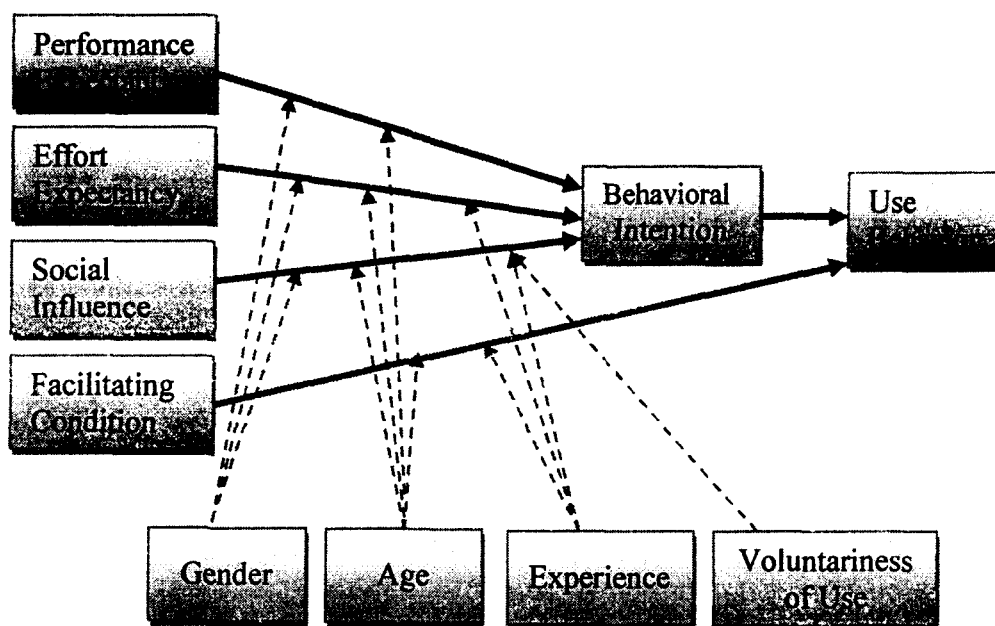 Performance
Effort
Expectancy
Social
Influence
Facilitating
Condition
Behavioral
Intention
Use
Gender
Age
Experience
Voluntariness
of Use